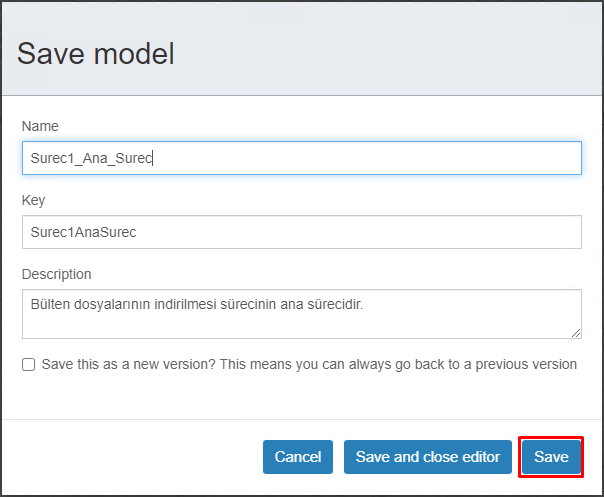 Save model
Name
Surec1_Ana_Surec
Key
Surec1AnaSurec
Description
Bülten dosyalarının indirilmesi sürecinin ana sürecidir.
Save this as a new version? This means you can always go back to a previous version
Cancel
Save and close editor
Save